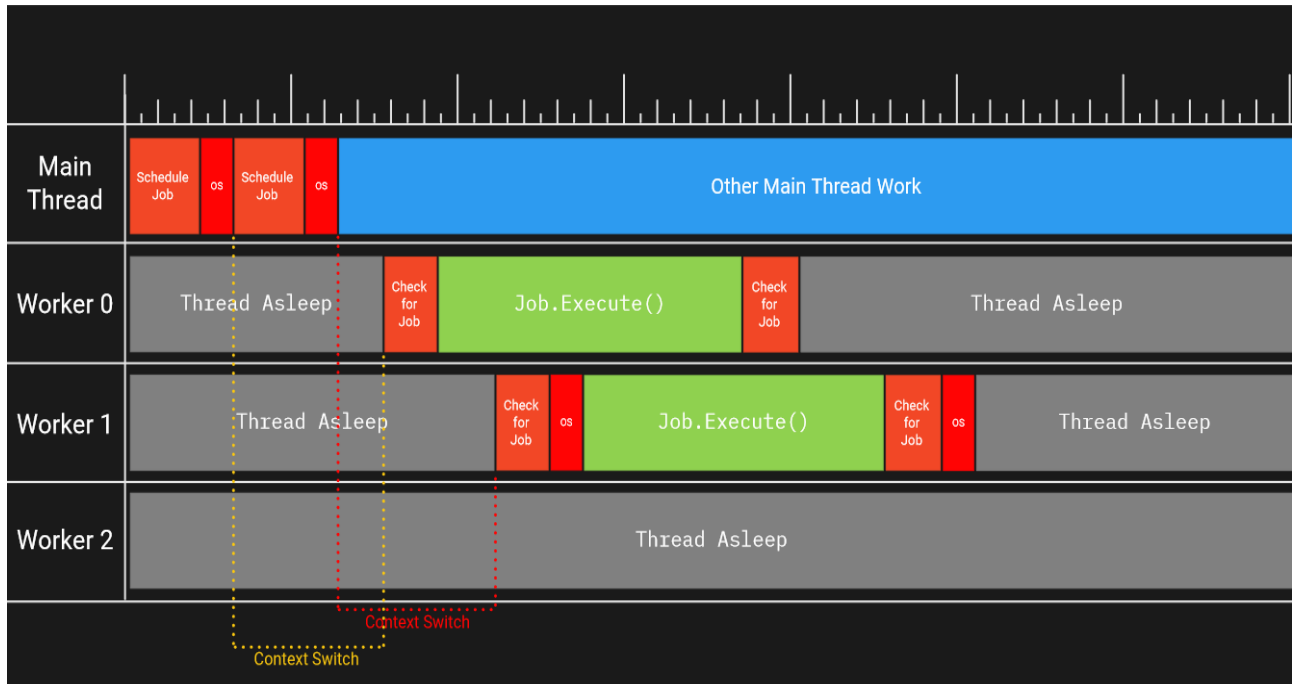 Main
Thread
Schedule
Job
os
Schedule
Job
os
Other Main Thread Work
Worker 0
Thread Asleep
Check
for
Job
Job.Execute()
Check
for
Job
Thread Asleep
Worker 1
Thread Asleep
Check
for
Job
os
Job.Execute()
Check
for
Job
os
Thread Asleep
Worker 2
Thread Asleep
Context Switch
Context Switch